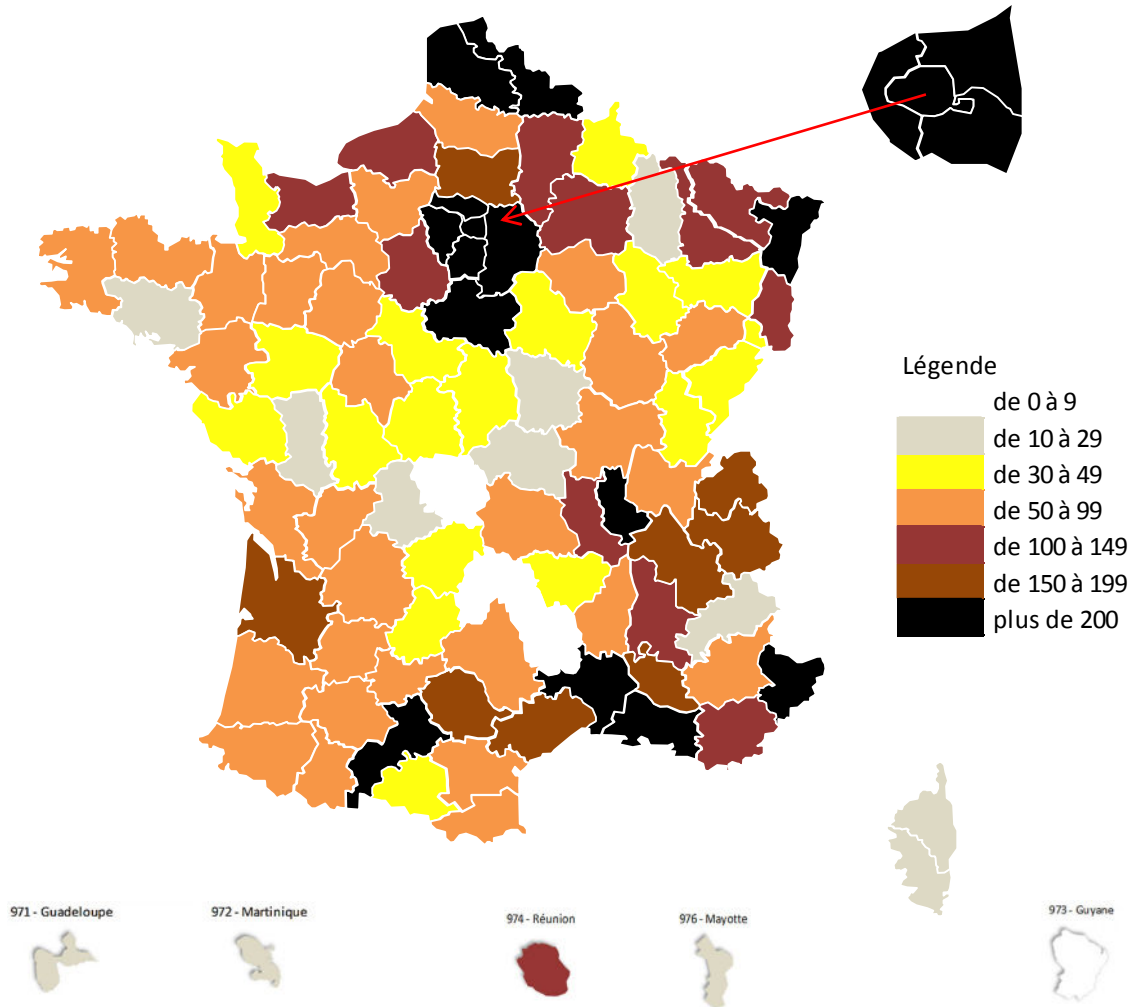 Légende
de 0 à 9
de 10 à 29
de 30 à 49
de 50 à 99
de 100 à 149
de 150 à 199
plus de 200
971 - Guadeloupe
972 - Martinique
974 - Réunion
976 - Mayotte
973 - Guyane